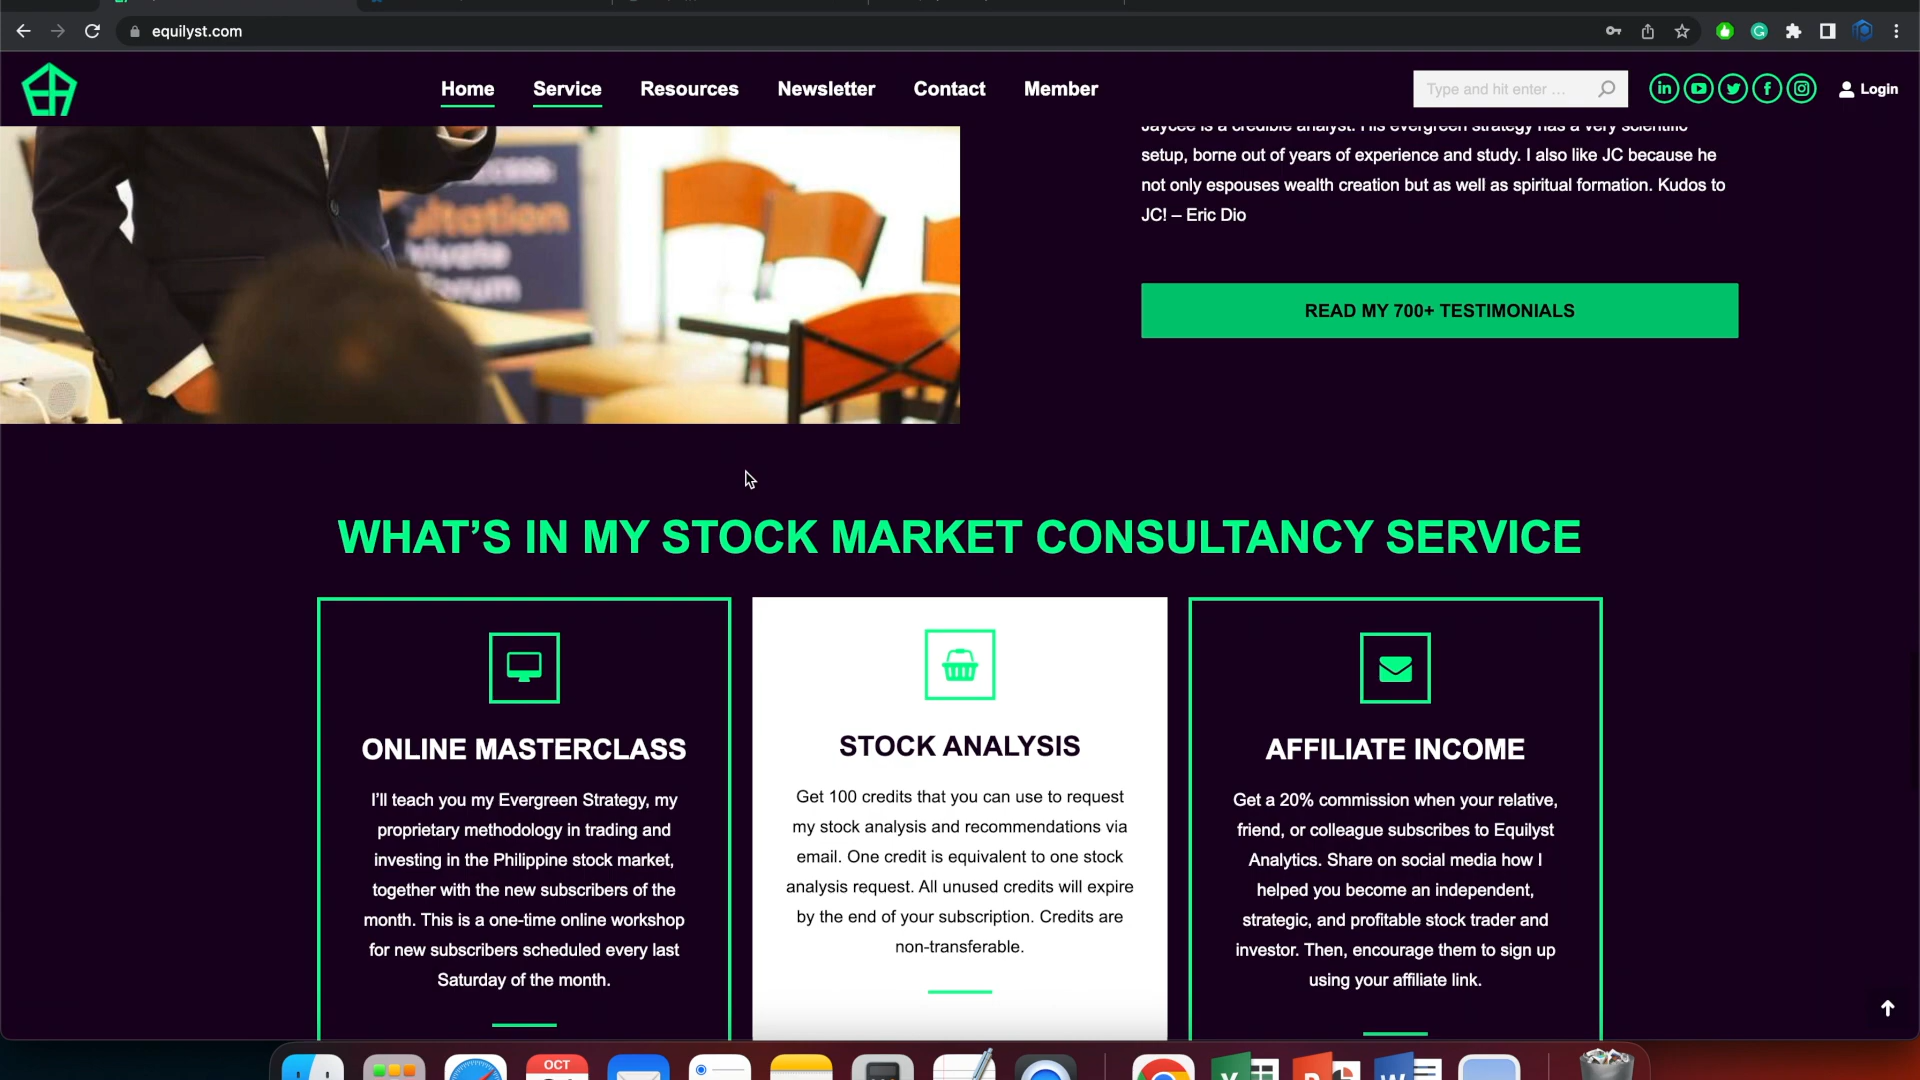 equilyst.com
Home
Service
Resources
Newsletter
Contact
Member
Type and hit enter ...
Login
Jaycee is a credible analyst. His evergreen strategy has a very scientific
setup, borne out of years of experience and study. I also like JC because he
not only espouses wealth creation but as well as spiritual formation. Kudos to
JC! – Eric Dio
READ MY 700+ TESTIMONIALS
WHAT'S IN MY STOCK MARKET CONSULTANCY SERVICE
ONLINE MASTERCLASS
I'll teach you my Evergreen Strategy, my
proprietary methodology in trading and
investing in the Philippine stock market,
together with the new subscribers of the
month. This is a one-time online workshop
for new subscribers scheduled every last
Saturday of the month.
STOCK ANALYSIS
Get 100 credits that you can use to request
my stock analysis and recommendations via
email. One credit is equivalent to one stock
analysis request. All unused credits will expire
by the end of your subscription. Credits are
non-transferable.
AFFILIATE INCOME
Get a 20% commission when your relative,
friend, or colleague subscribes to Equilyst
Analytics. Share on social media how I
helped you become an independent,
strategic, and profitable stock trader and
investor. Then, encourage them to sign up
using your affiliate link.
OCT